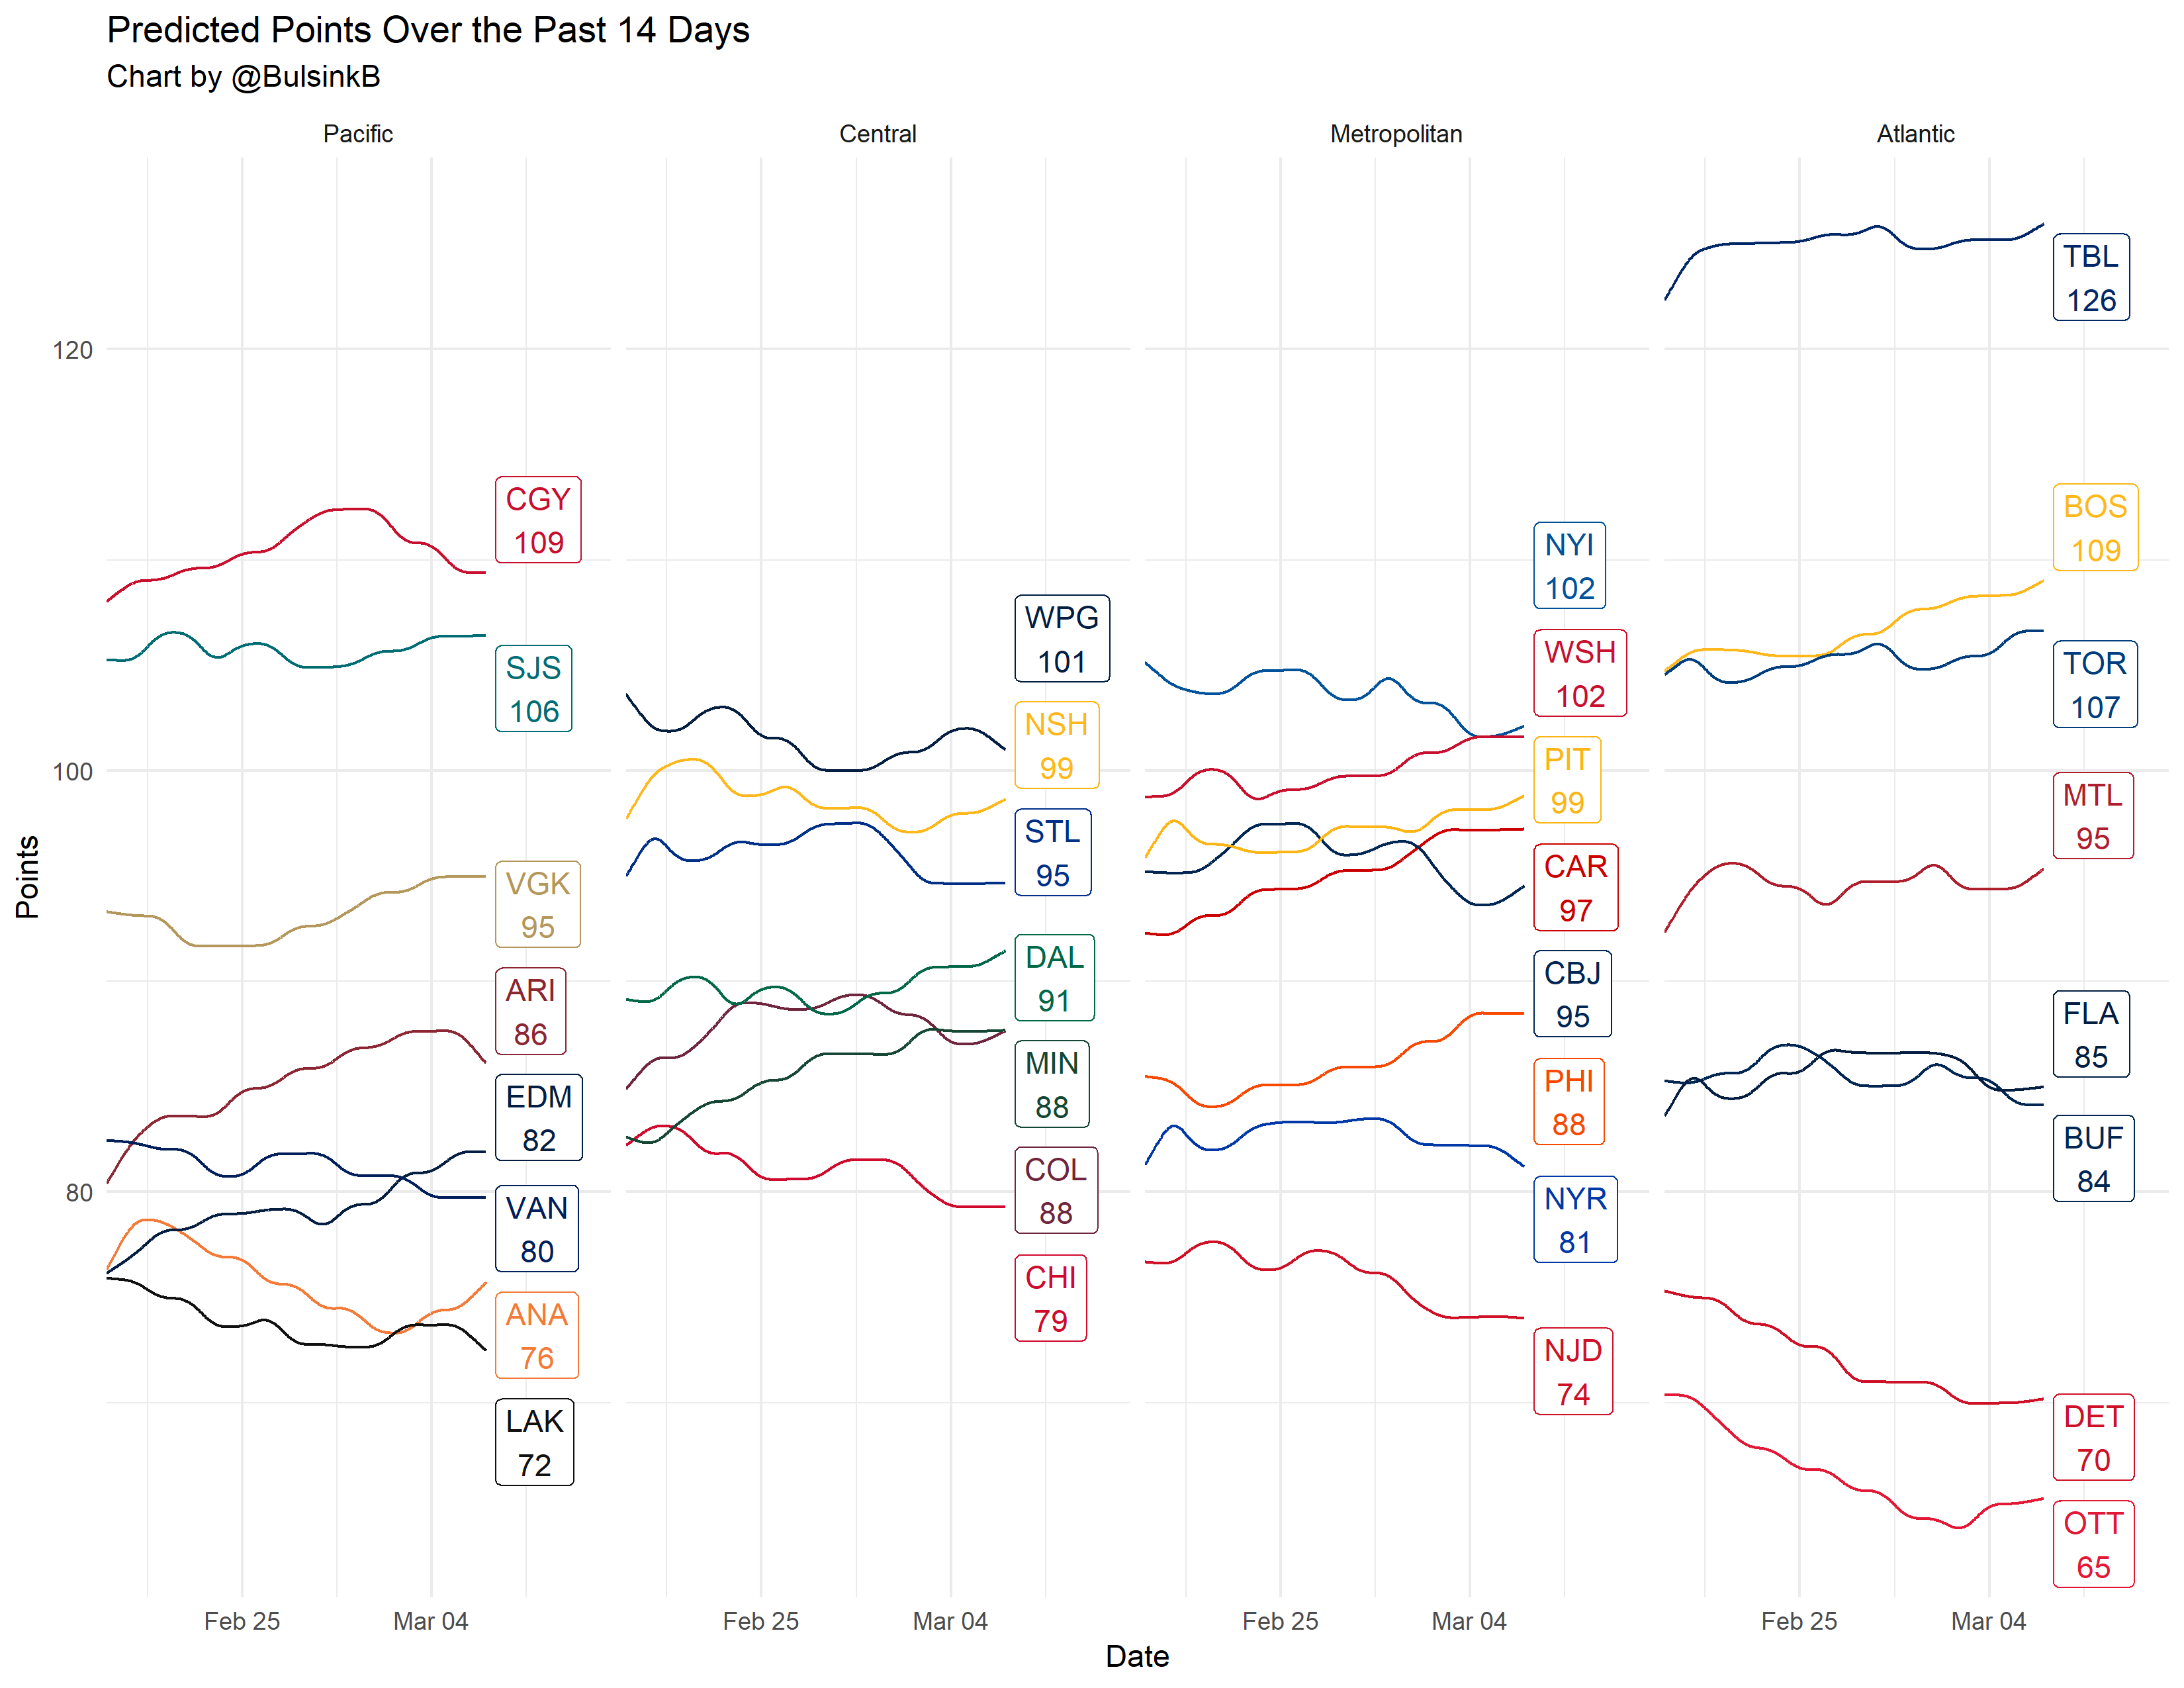 Predicted Points Over the Past 14 Days
Chart by @BulsinkB
Pacific
Central
Metropolitan
Atlantic
Points
120
100
80
CGY
109
SJS
106
VGK
95
ARI
86
EDM
82
VAN
80
ANA
76
LAK
72
WPG
101
NSH
99
STL
95
DAL
91
MIN
88
COL
88
CHI
79
NYI
102
WSH
102
PIT
99
CAR
97
CBJ
95
PHI
88
NYR
81
NJD
74
TBL
126
BOS
109
TOR
107
MTL
95
FLA
85
BUF
84
DET
70
OTT
65
Feb 25
Mar 04
Feb 25
Mar 04
Feb 25
Mar 04
Feb 25
Mar 04
Date